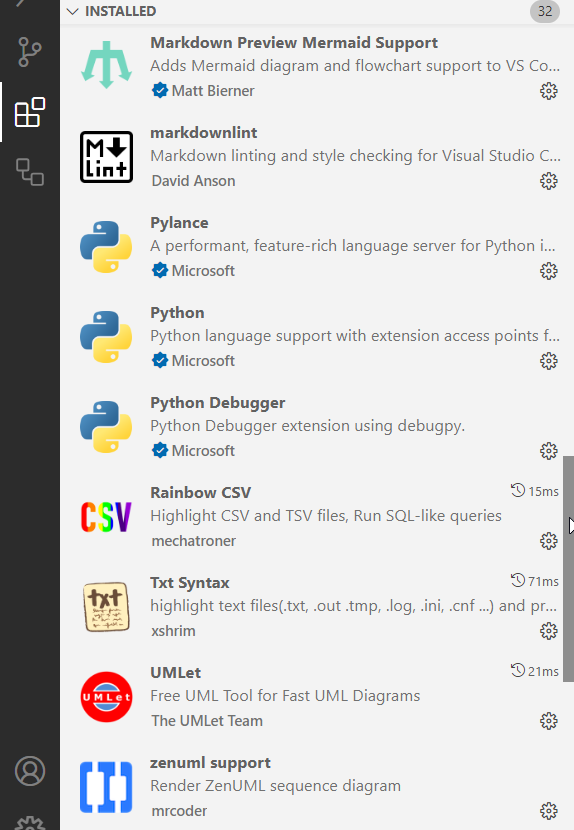 INSTALLED 32
Markdown Preview Mermaid Support
Adds Mermaid diagram and flowchart support to VS Co...
Matt Bierner
M
Lint
markdownlint
Markdown linting and style checking for Visual Studio C...
David Anson
Pylance
A performant, feature-rich language server for Python i...
Microsoft
Python
Python language support with extension access points f...
Microsoft
Python Debugger
Python Debugger extension using debugpy.
Microsoft
CSV
Rainbow CSV 15ms
Highlight CSV and TSV files, Run SQL-like queries
mechatroner
txt
Txt Syntax 71ms
highlight text files(.txt, .out .tmp, .log, .ini, .cnf ...) and pr...
xshrim
UMLet
UMLet 21ms
Free UML Tool for Fast UML Diagrams
The UMLet Team
zenuml support
Render ZenUML sequence diagram
mrcoder